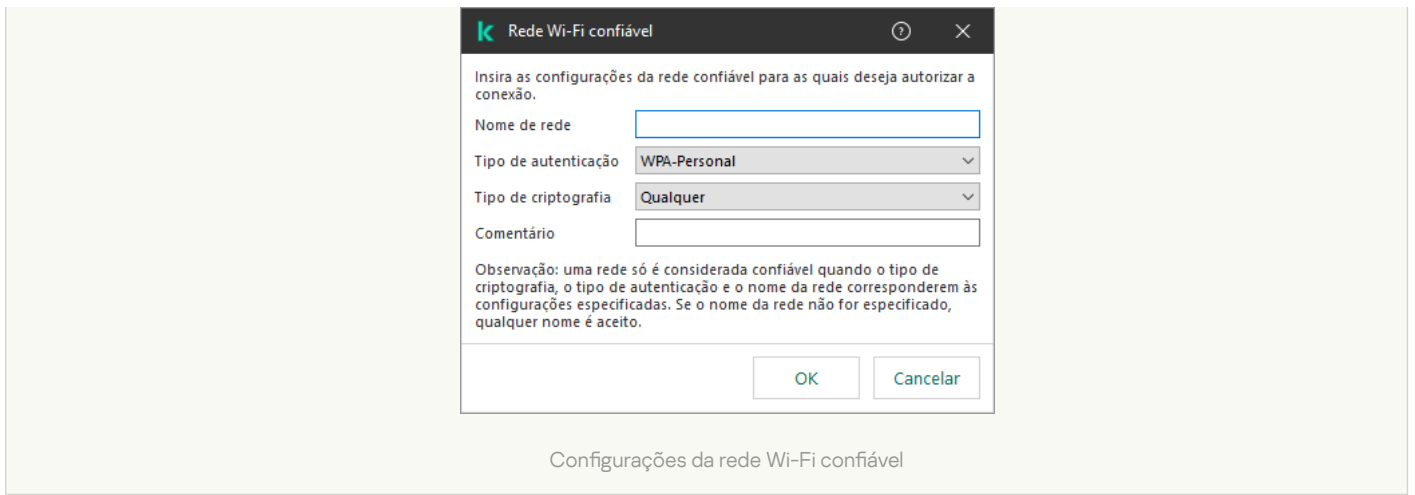 Rede Wi-Fi confiável
Insira as configurações da rede confiável para as quais deseja autorizar a
conexão.
Nome de rede
Tipo de autenticação WPA-Personal
Tipo de criptografia Qualquer
Comentário
Observação: uma rede só é considerada confiável quando o tipo de
criptografia, o tipo de autenticação e o nome da rede corresponderem às
configurações especificadas. Se o nome da rede não for especificado,
qualquer nome é aceito.
OK Cancelar
Configurações da rede Wi-Fi confiável